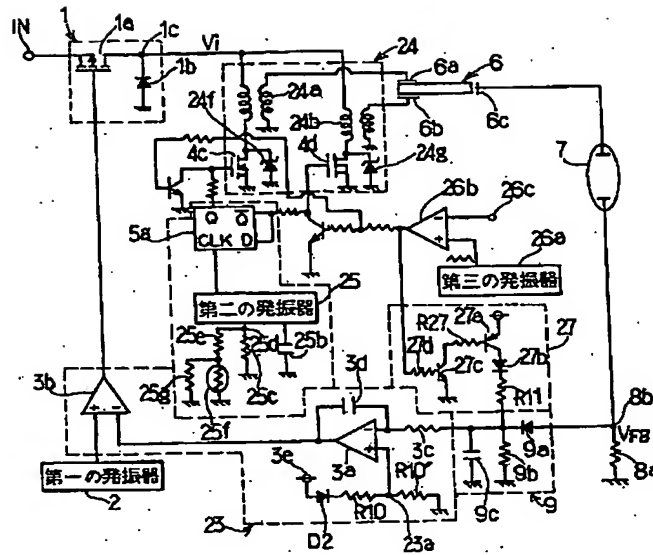 1
1a
1c
Vi
24
IN
1b
24a
6a
6
6b
6c
24f
24b
7
4c
4d
24g
26b
26c
Q
Q̅
5a
CLK
D
26a
第三の発振器
第二の発振器
25
27a
R27
27
25e
25d
25b
27d
27b
27c
25g
25c
3d
R11
3b
25f
8b
VFB
3a
3c
9a
8a
3e
R10'
9b
第一の発振器
2
R10
9c
9
23
D2
23a